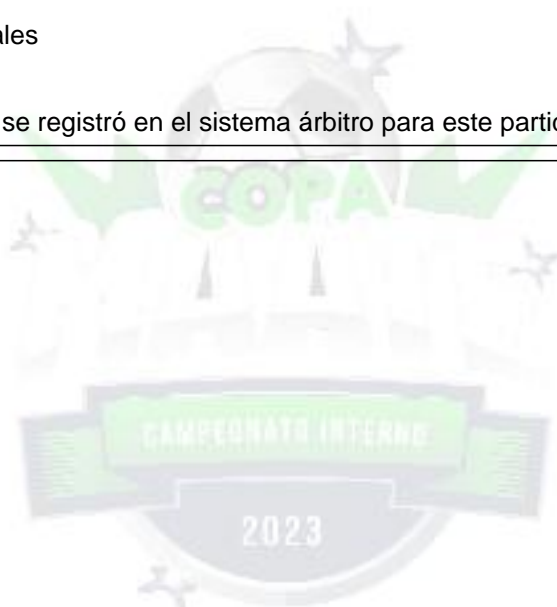 ales
se registró en el sistema árbitro para este partic
COPA
CAMPEONATO INTERNO
2023